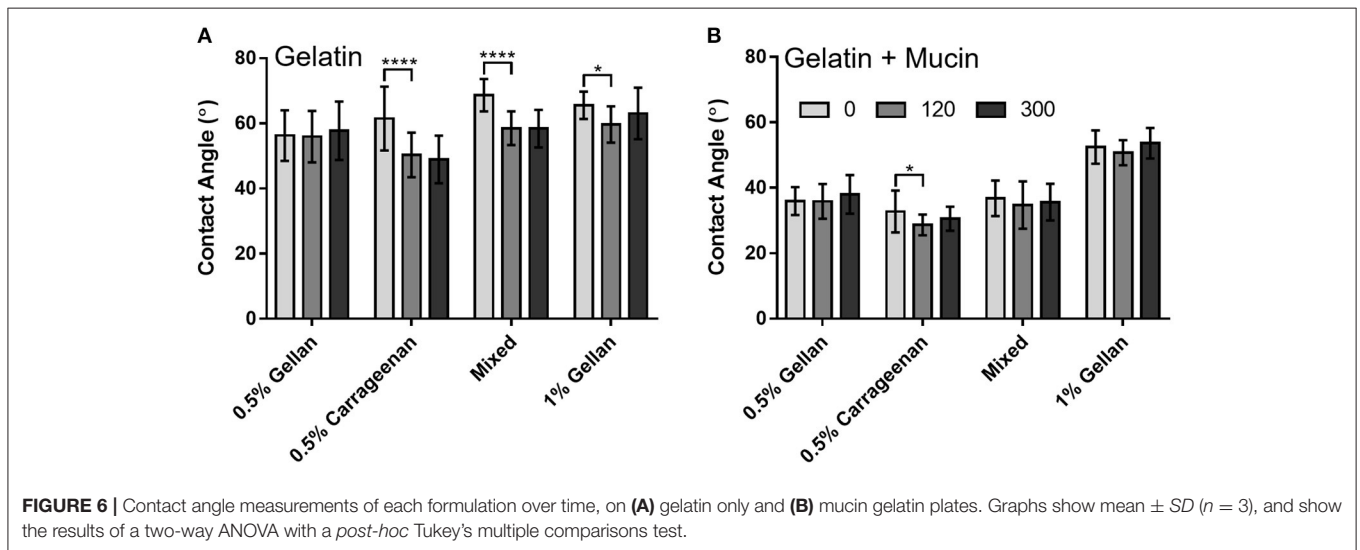 A
Gelatin
80
60
40
20
0
Contact Angle (°)
****
****
*
0.5% Gellan
0.5% Carrageenan
Mixed
1% Gellan
B
Gelatin + Mucin
0 120 300
80
60
40
20
0
Contact Angle (°)
*
0.5% Gellan
0.5% Carrageenan
Mixed
1% Gellan
FIGURE 6 | Contact angle measurements of each formulation over time, on (A) gelatin only and (B) mucin gelatin plates. Graphs show mean ± SD (n = 3), and show
the results of a two-way ANOVA with a post-hoc Tukey's multiple comparisons test.